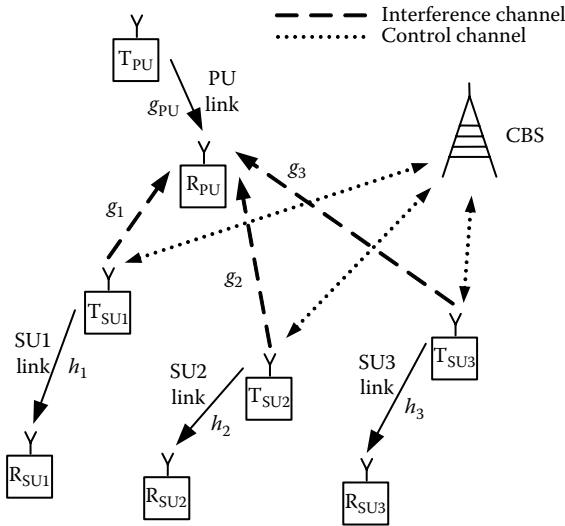 Interference channel
Control channel
T_PU
PU
link
g_PU
CBS
R_PU
g_3
g_1
g_2
T_SU1
SU1
link
h_1
T_SU3
SU2
link
h_2
T_SU2
SU3
link
h_3
R_SU1
R_SU2
R_SU3